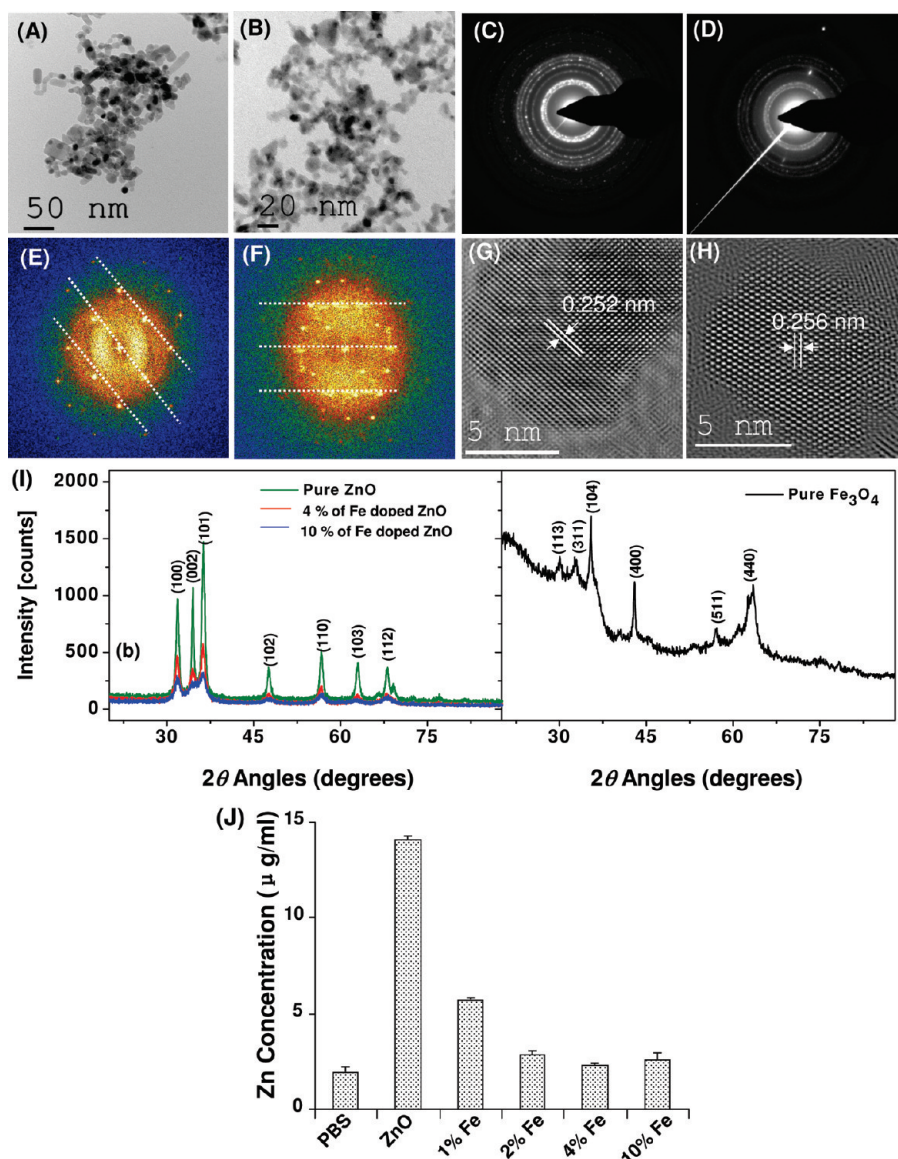 (A)
50 nm
(B)
20 nm
(C)
(D)
(E)
(F)
(G)
0.252 nm
5 nm
(H)
0.256 nm
5 nm
(I)
Intensity [counts]
2000
1500
1000
500
0
(b)
Pure ZnO
4 % of Fe doped ZnO
10 % of Fe doped ZnO
(100)
(002)
(101)
(102)
(110)
(103)
(112)
30 45 60 75
2θ Angles (degrees)
Pure Fe₃O₄
(113)
(311)
(104)
(400)
(511)
(440)
30 45 60 75
2θ Angles (degrees)
(J)
Zn Concentration ( μ g/ml)
15
10
5
0
PBS
ZnO
1% Fe
2% Fe
4% Fe
10% Fe